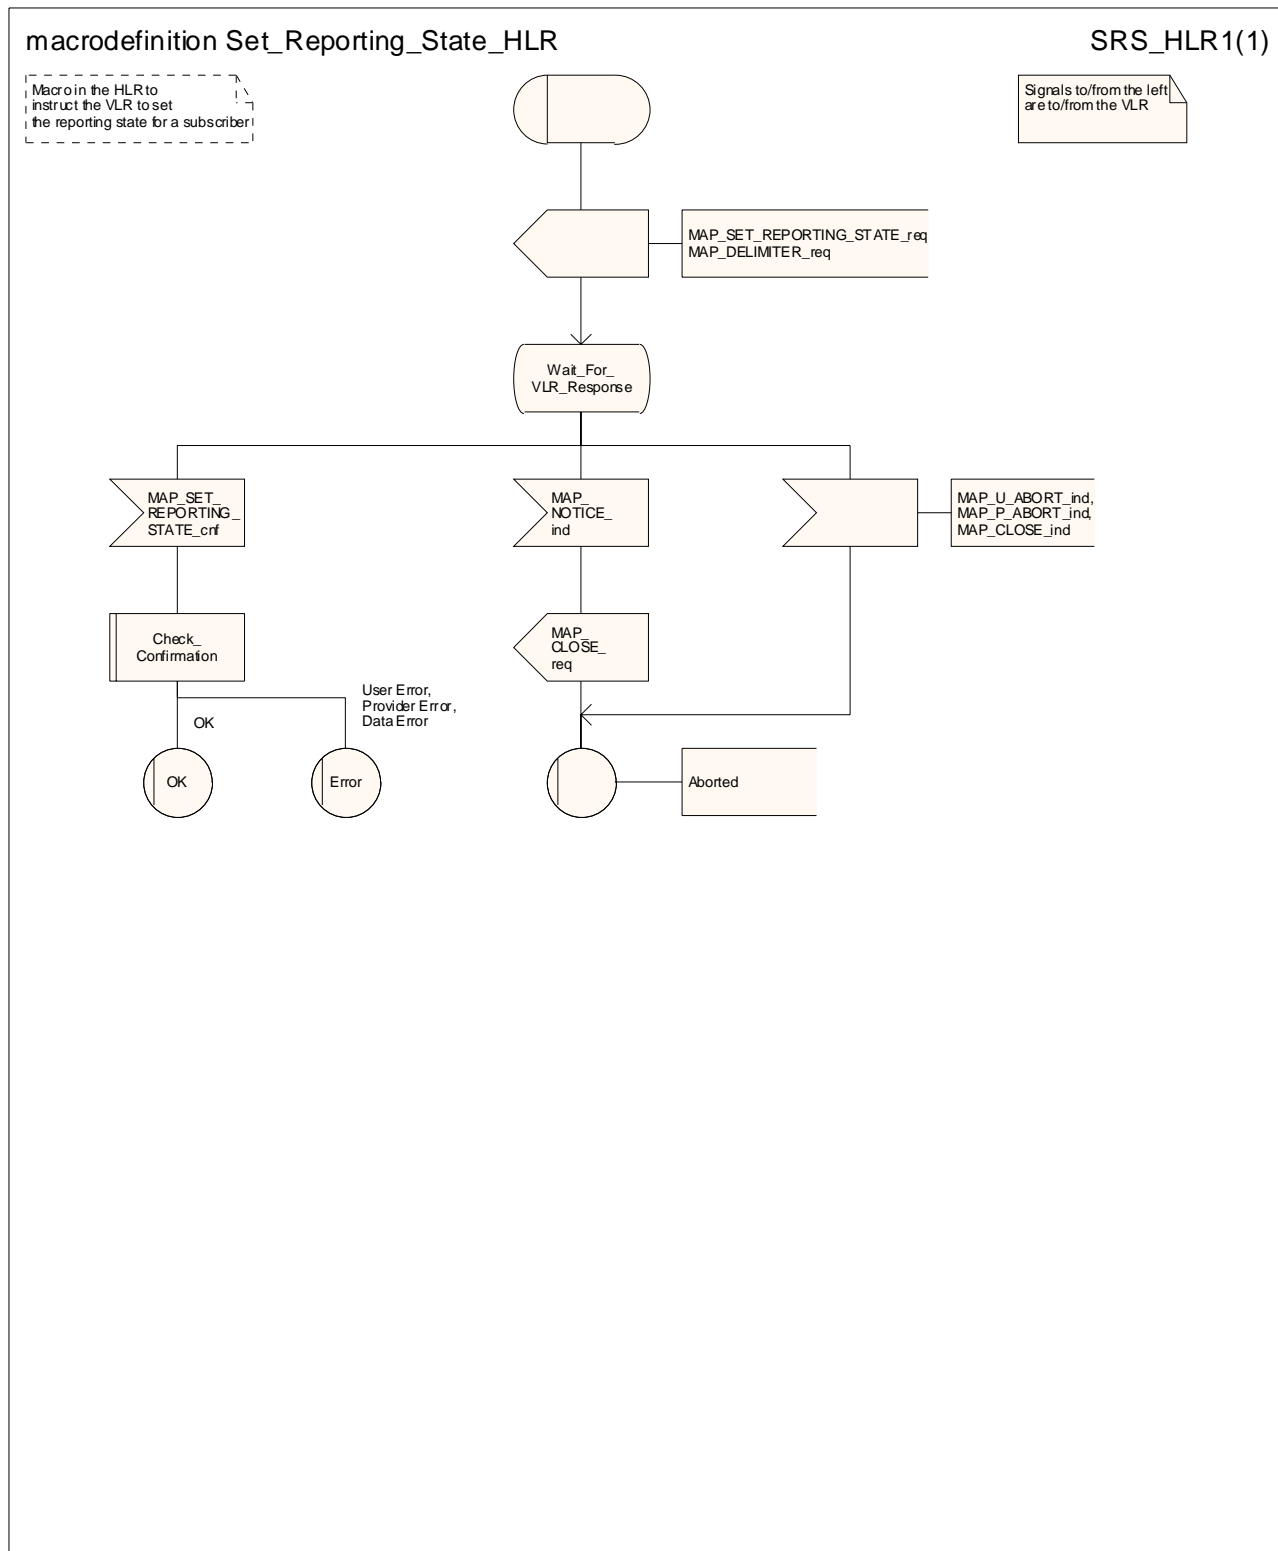 macrodefinition Set_Reporting_State_HLR
SRS_HLR1(1)
Macro in the HLR to
instruct the VLR to set
the reporting state for a subscriber
Signals to/from the left
are to/from the VLR
MAP_SET_REPORTING_STATE_req
MAP_DELIMITER_req
Wait_For_
VLR_Response
MAP_SET_
REPORTING_
STATE_cnf
MAP_
NOTICE_
ind
MAP_U_ABORT_ind,
MAP_P_ABORT_ind,
MAP_CLOSE_ind
Check_
Confirmation
MAP_
CLOSE_
req
User Error,
Provider Error,
Data Error
OK
OK
Error
Aborted